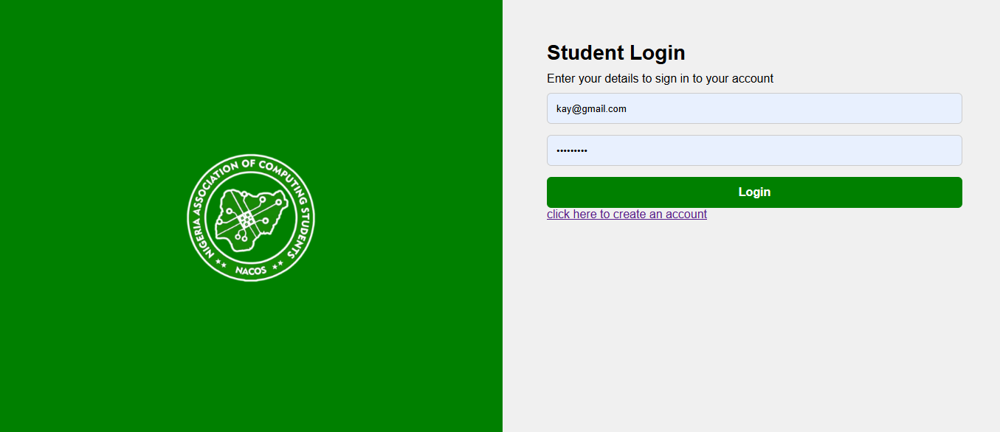 NIGERIA ASSOCIATION OF COMPUTING STUDENTS
NACOS
Student Login
Enter your details to sign in to your account
kay@gmail.com
•••••••••
Login
click here to create an account